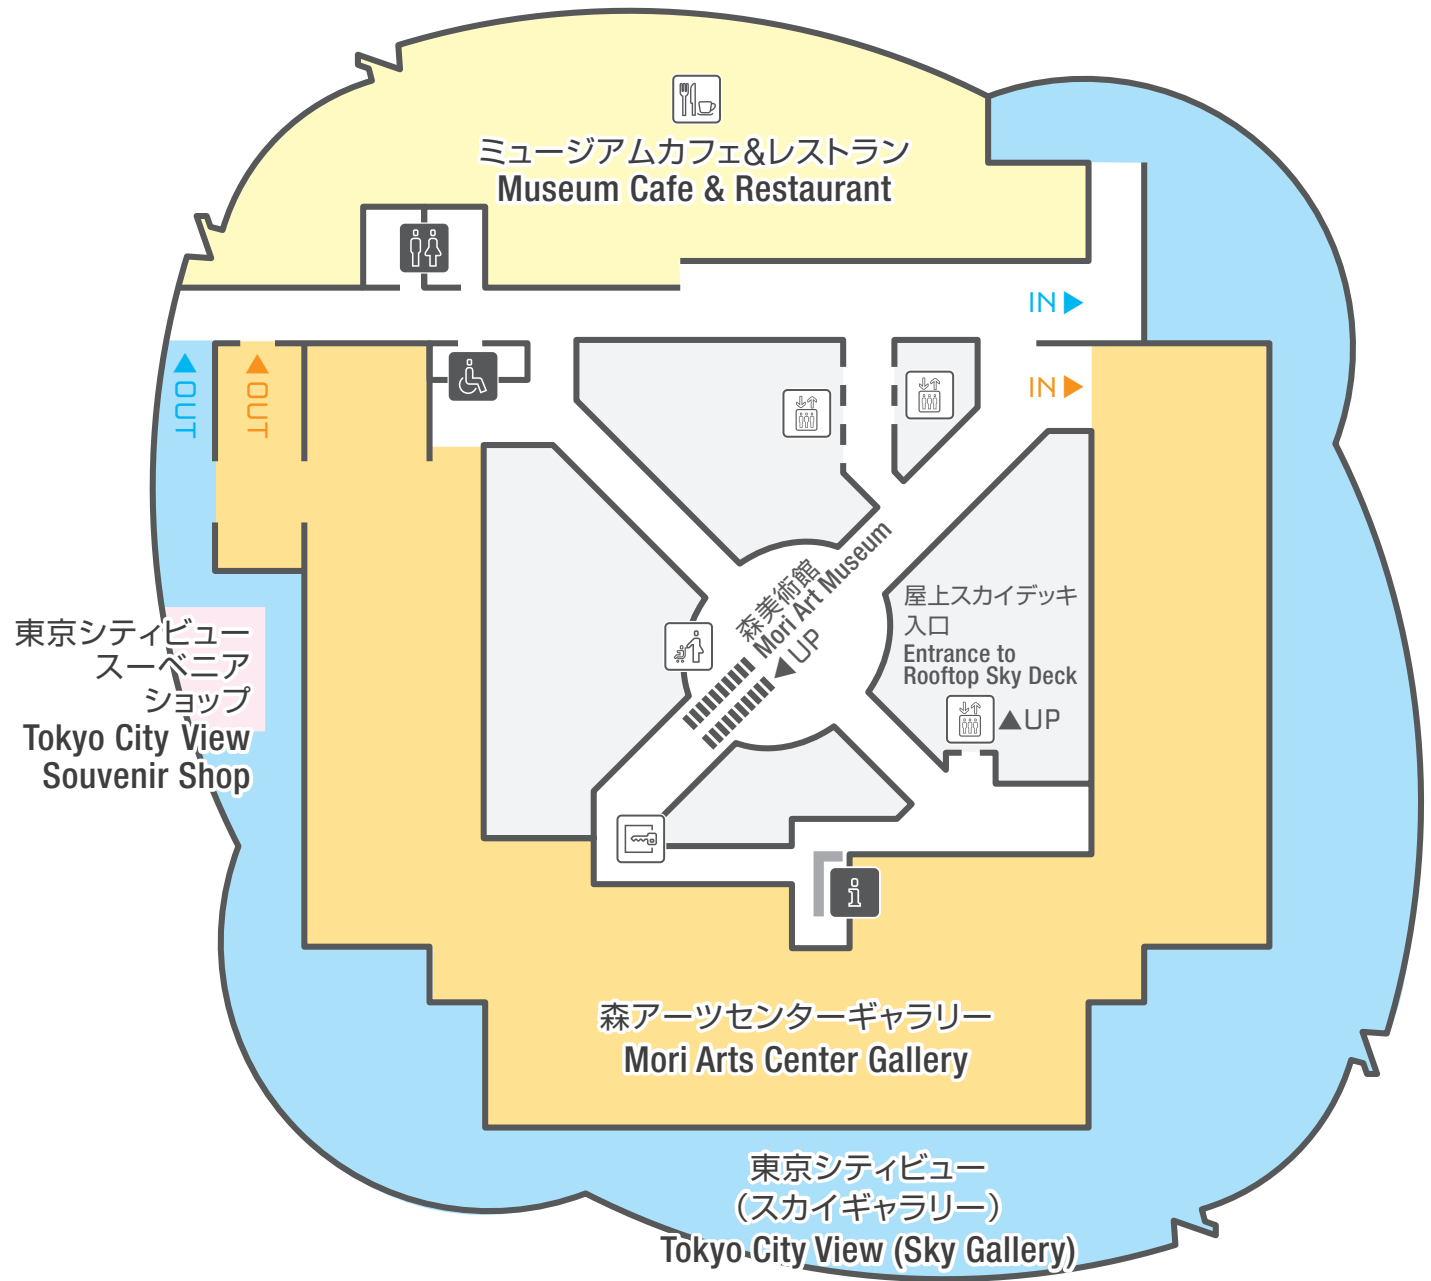 ミュージアムカフェ&レストラン
Museum Cafe & Restaurant
IN
OUT
OUT
IN
森美術館
Mori Art Museum
UP
屋上スカイデッキ
入口
Entrance to
Rooftop Sky Deck
UP
東京シティビュー
スーベニア
ショップ
Tokyo City View
Souvenir Shop
森アーツセンターギャラリー
Mori Arts Center Gallery
東京シティビュー
（スカイギャラリー）
Tokyo City View (Sky Gallery)